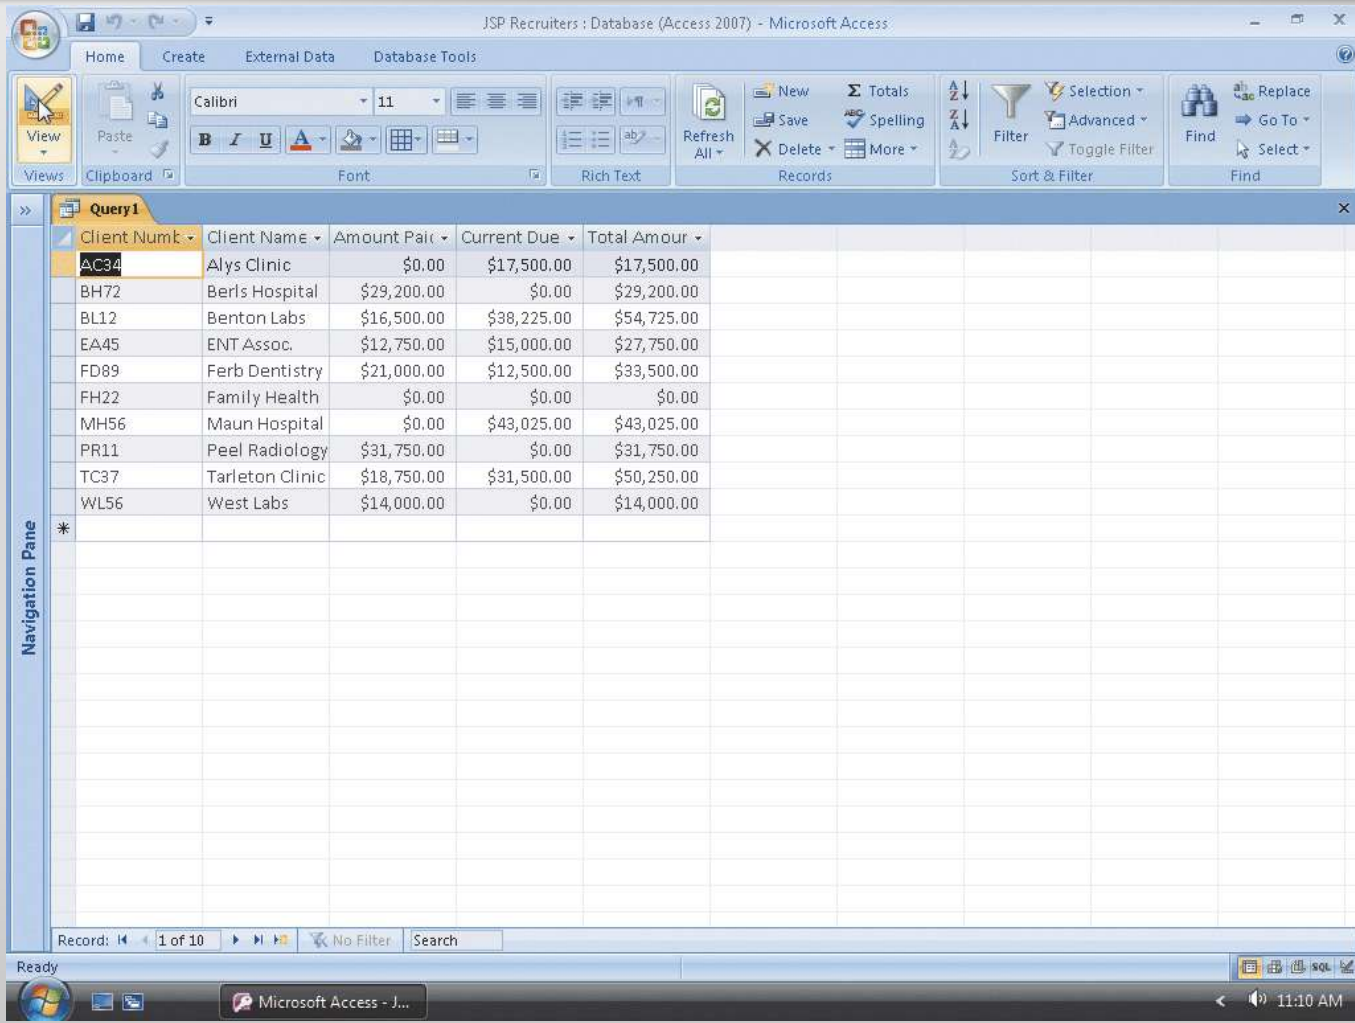 JSP Recruiters : Database (Access 2007) - Microsoft Access
Home Create External Data Database Tools
View
Views
Paste
Clipboard
Calibri 11
B I U A
Font
ab
Rich Text
Refresh
All
New
Save
Delete
Σ Totals
ABC Spelling
More
Records
A
Z
Z
A
A
Z
Filter
Selection
Advanced
Toggle Filter
Sort & Filter
Find
ab ac Replace
Go To
Select
Find
»
Query1
Client Numb Client Name Amount Paid Current Due Total Amour
AC34 Alys Clinic $0.00 $17,500.00 $17,500.00
BH72 Berls Hospital $29,200.00 $0.00 $29,200.00
BL12 Benton Labs $16,500.00 $38,225.00 $54,725.00
EA45 ENT Assoc. $12,750.00 $15,000.00 $27,750.00
FD89 Ferb Dentistry $21,000.00 $12,500.00 $33,500.00
FH22 Family Health $0.00 $0.00 $0.00
MH56 Maun Hospital $0.00 $43,025.00 $43,025.00
PR11 Peel Radiology $31,750.00 $0.00 $31,750.00
TC37 Tarleton Clinic $18,750.00 $31,500.00 $50,250.00
WL56 West Labs $14,000.00 $0.00 $14,000.00
*
Navigation Pane
Record: 1 of 10 No Filter Search
Ready SQL
Microsoft Access - J... 11:10 AM